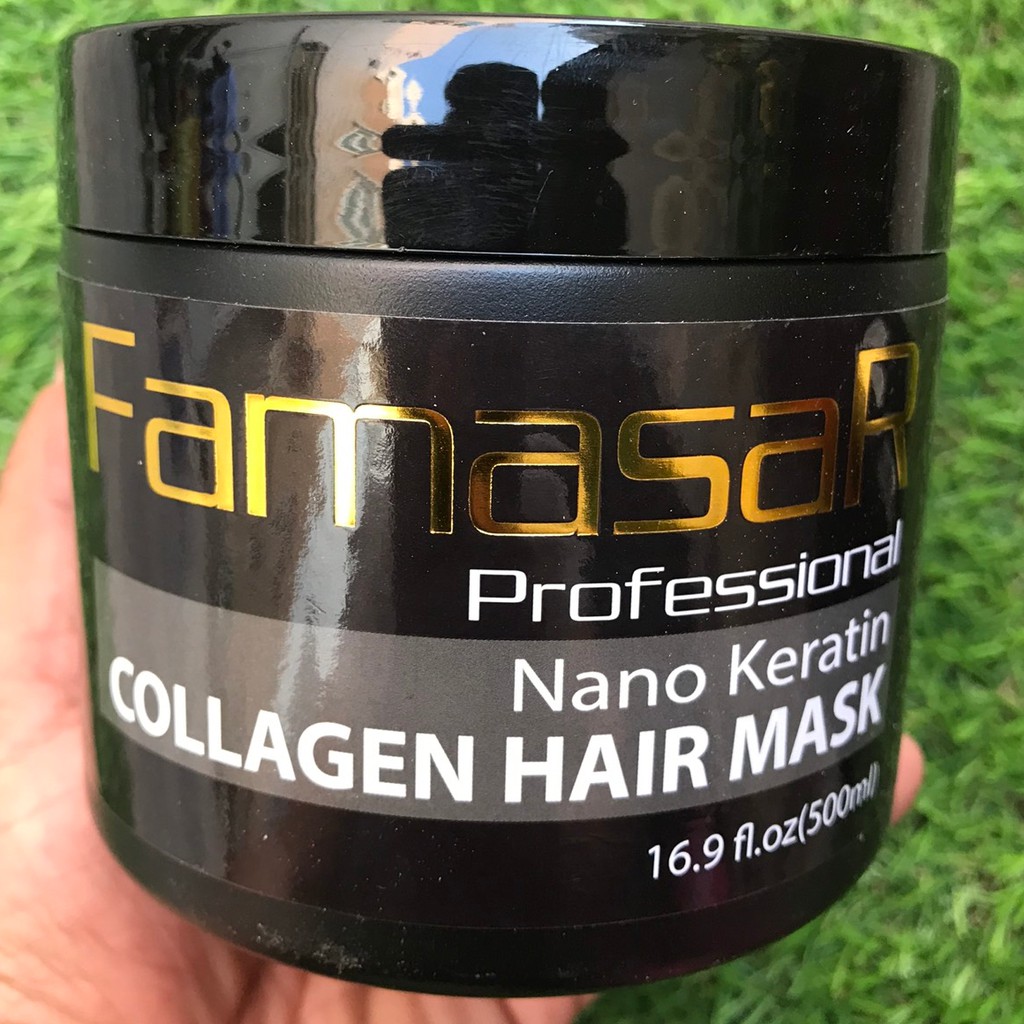 FamasaR
Professional
Nano Keratin
COLLAGEN HAIR MASK
16.9 fl.oz(500ml)